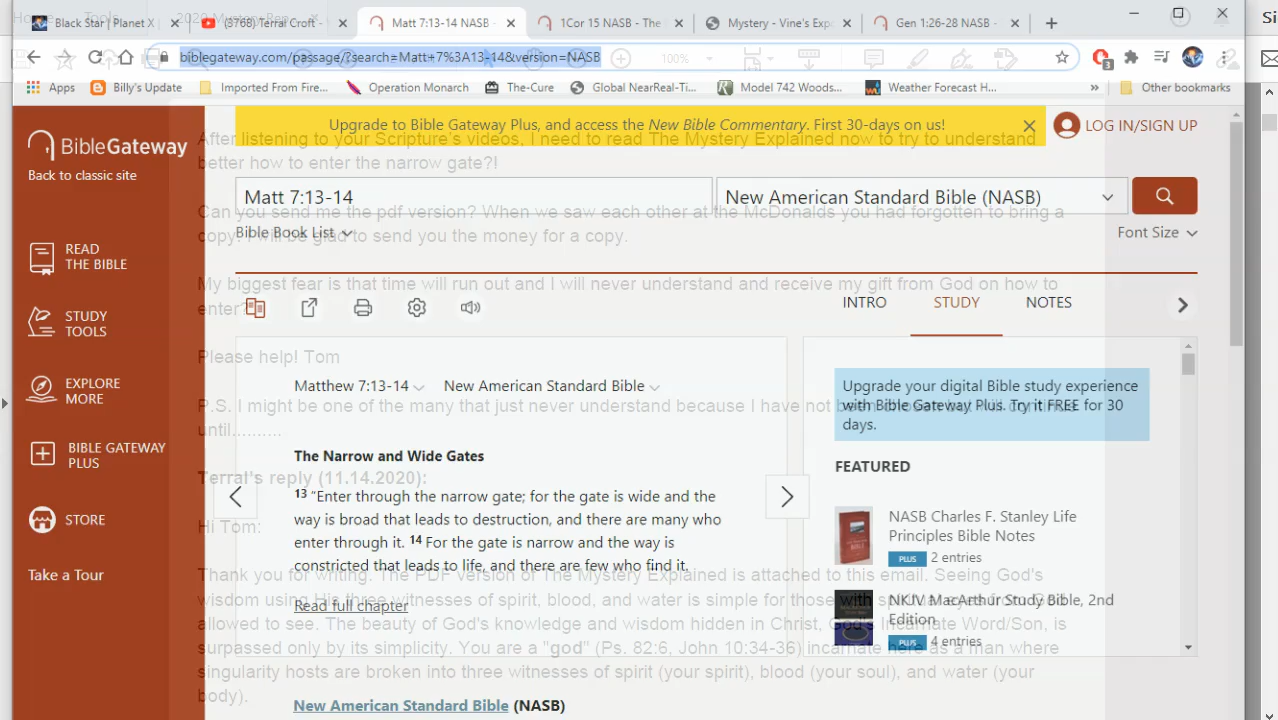 Black Star | Planet X
(3765) Terral Croft - Y
Matt 7:13-14 NASB -
1Cor 15 NASB - The
Mystery - Vine's Expo
Gen 1:26-28 NASB -
biblegateway.com/passage/?search=Matt+7%3A13-14&version=NASB
100%
3
Apps
Billy's Update
Imported From Fire...
Operation Monarch
The-Cure
Global NearReal-Ti...
Model 742 Woods...
Weather Forecast H...
»
Other bookmarks
Upgrade to Bible Gateway Plus, and access the New Bible Commentary. First 30-days on us!
LOG IN/SIGN UP
After listening to your Scripture's videos, I need to read The Mystery Explained now to try to understand
better how to enter the narrow gate?!
BibleGateway
Back to classic site
Matt 7:13-14
New American Standard Bible (NASB)
Can you send me the pdf version? When we saw each other at the McDonalds you had forgotten to bring a
copy. I will be glad to send you the money for a copy.
Bible Book List
Font Size
READ
THE BIBLE
My biggest fear is that time will run out and I will never understand and receive my gift from God on how to
enter?
INTRO
STUDY
NOTES
STUDY
TOOLS
Please help! Tom
Matthew 7:13-14
New American Standard Bible
Upgrade your digital Bible study experience
with Bible Gateway Plus. Try it FREE for 30
days.
EXPLORE
MORE
P.S. I might be one of the many that just never understand because I have not been
until..........
BIBLE GATEWAY
PLUS
The Narrow and Wide Gates
FEATURED
Terral's reply (11.14.2020):
13 “Enter through the narrow gate; for the gate is wide and the
way is broad that leads to destruction, and there are many who
enter through it. 14 For the gate is narrow and the way is
constricted that leads to life, and there are few who find it.
NASB Charles F. Stanley Life
Principles Bible Notes
PLUS
2 entries
STORE
Hi Tom:
Take a Tour
Thank you for writing. The PDF version of The Mystery Explained is attached to this email. Seeing God's
wisdom using His three witnesses of spirit, blood, and water is simple for those with
allowed to see. The beauty of God's knowledge and wisdom hidden in Christ, God's Incarnate Word/Son, is
surpassed only by its simplicity. You are a "god" (Ps. 82:6, John 10:34-36) incarnate here as a man where
singularity hosts are broken into three witnesses of spirit (your spirit), blood (your soul), and water (your
body).
Read full chapter
NKJV MacArthur Study Bible, 2nd
Edition
PLUS
4 entries
New American Standard Bible (NASB)